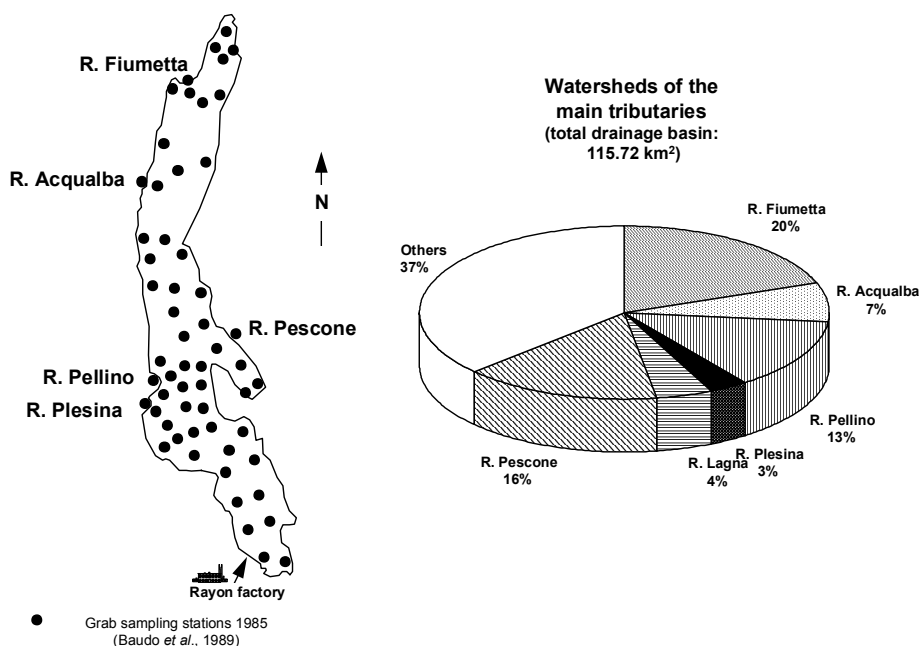 R. Fiumetta
R. Acqualba
N
R. Pescone
R. Pellino
R. Plesina
Rayon factory
Grab sampling stations 1985
(Baudo et al., 1989)
Watersheds of the
main tributaries
(total drainage basin:
115.72 km²)
R. Fiumetta
20%
R. Acqualba
7%
R. Pellino
13%
R. Plesina
3%
R. Lagna
4%
R. Pescone
16%
Others
37%